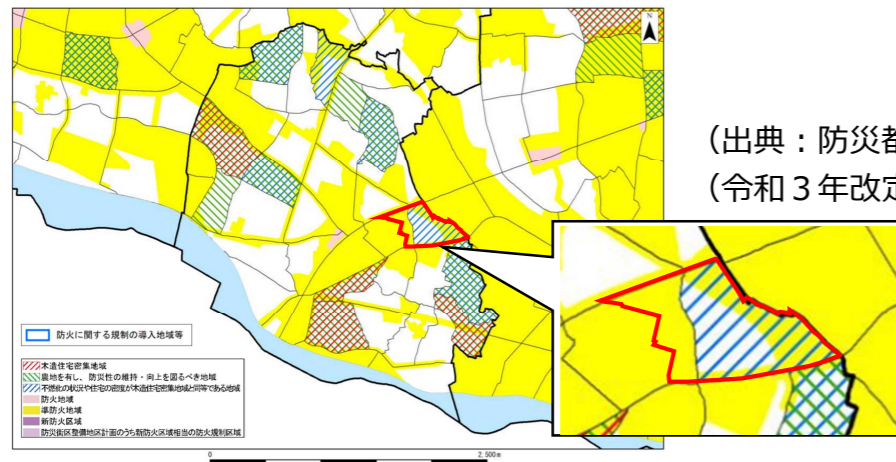 N
（出典：防災都
（令和３年改定
防火に関する規制の導入地域等
木造住宅密集地域
農地を有し、防災性の維持・向上を図るべき地域
不燃化の状況や住宅の密度が木造住宅密集地域と同等である地域
防火地域
準防火地域
新防火区域
防災街区整備地区計画のうち新防火区域相当の防火規制区域
0 2,500m